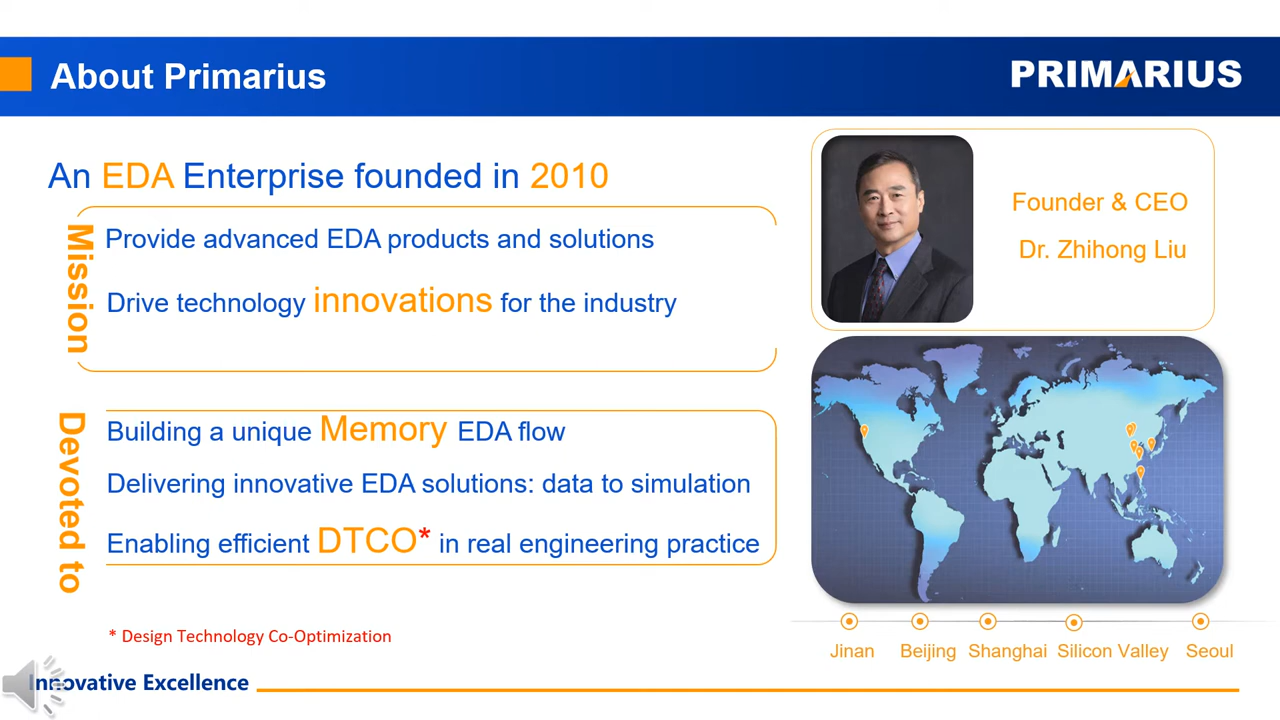 About Primarius
PRIMARIUS
An EDA Enterprise founded in 2010
Mission
Provide advanced EDA products and solutions
Drive technology innovations for the industry
Devoted to
Building a unique Memory EDA flow
Delivering innovative EDA solutions: data to simulation
Enabling efficient DTCO* in real engineering practice
* Design Technology Co-Optimization
Founder & CEO
Dr. Zhihong Liu
Jinan Beijing Shanghai Silicon Valley Seoul
Innovative Excellence